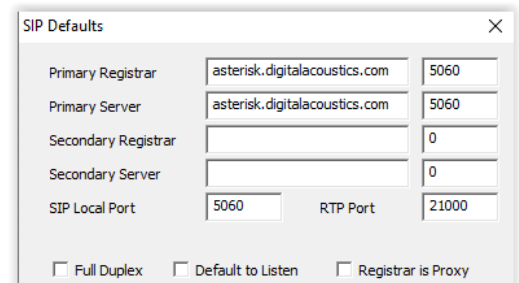 SIP Defaults
Primary Registrar asterisk.digitalacoustics.com 5060
Primary Server asterisk.digitalacoustics.com 5060
Secondary Registrar 0
Secondary Server 0
SIP Local Port 5060 RTP Port 21000
Full Duplex Default to Listen Registrar is Proxy